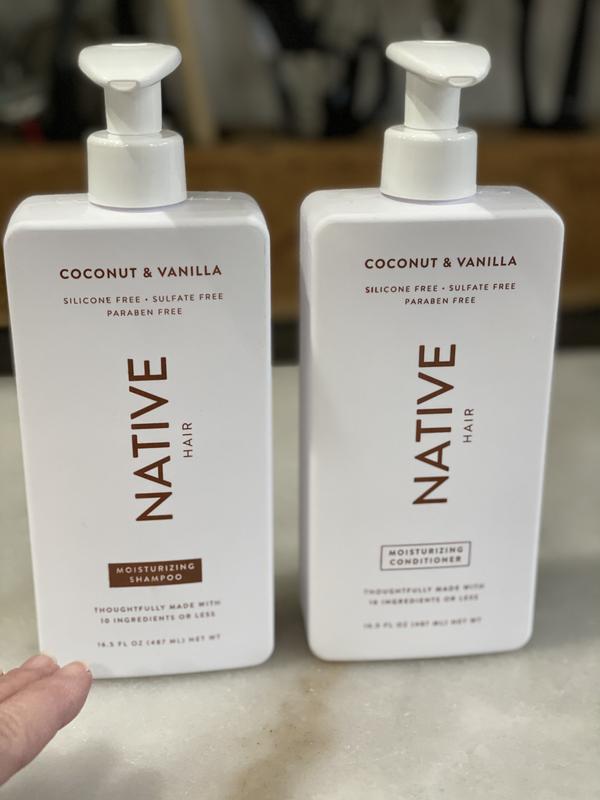 COCONUT & VANILLA
SILICONE FREE • SULFATE FREE
PARABEN FREE
NATIVE
HAIR
MOISTURIZING
SHAMPOO
THOUGHTFULLY MADE WITH
10 INGREDIENTS OR LESS
16.5 FL OZ (487 ML) NET WT
COCONUT & VANILLA
SILICONE FREE • SULFATE FREE
PARABEN FREE
NATIVE
HAIR
MOISTURIZING
CONDITIONER
THOUGHTFULLY MADE WITH
10 INGREDIENTS OR LESS
16.5 FL OZ (487 ML) NET WT